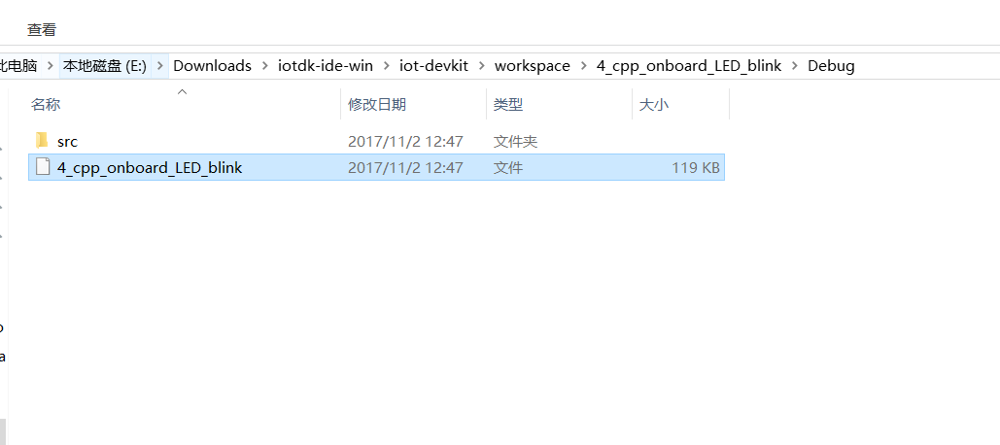 查看
此电脑 > 本地磁盘 (E:) > Downloads > iotdk-ide-win > iot-devkit > workspace > 4_cpp_onboard_LED_blink > Debug
名称 修改日期 类型 大小
src 2017/11/2 12:47 文件夹
4_cpp_onboard_LED_blink 2017/11/2 12:47 文件 119 KB